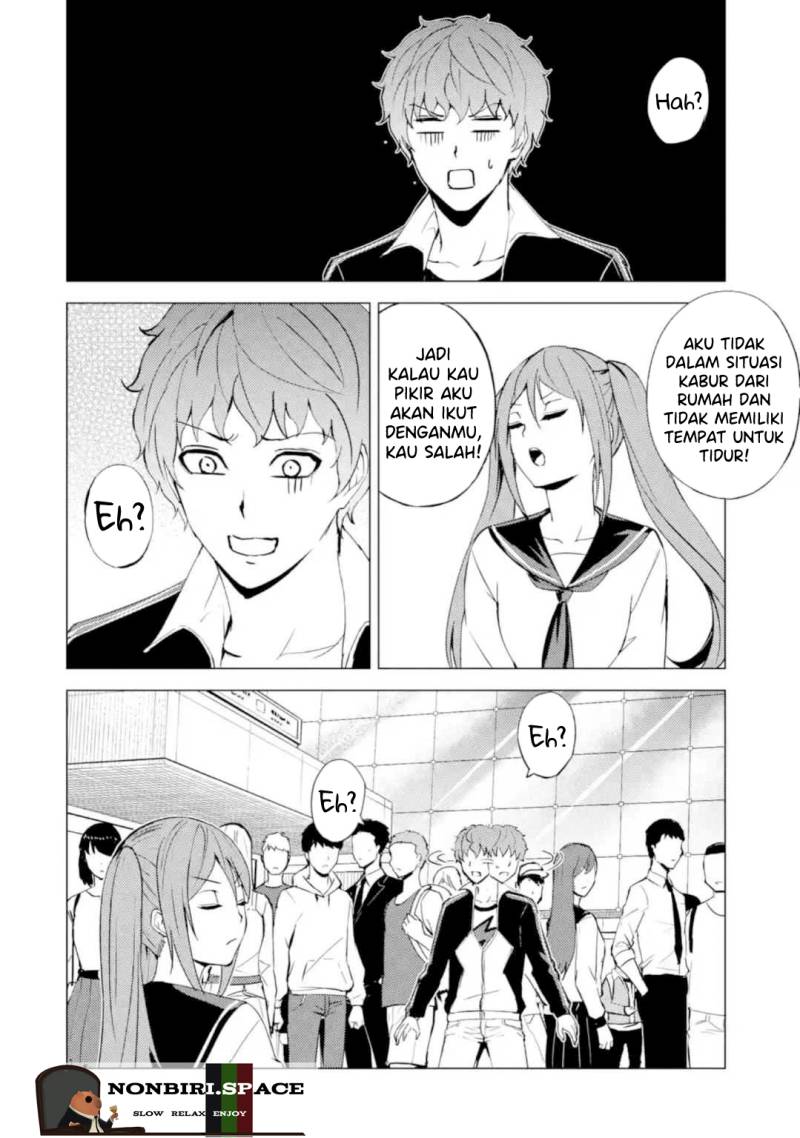 Hah?
AKU TIDAK
DALAM SITUASI
KABUR DARI
RUMAH DAN
TIDAK MEMILIKI
TEMPAT UNTUK
TIDUR!
JADI
KALAU KAU
PIKIR AKU
AKAN IKUT
DENGANMU,
KAU SALAH!
Eh?
Eh?
Eh?
NONBIRI.SPACE
SLOW RELAX ENJOY